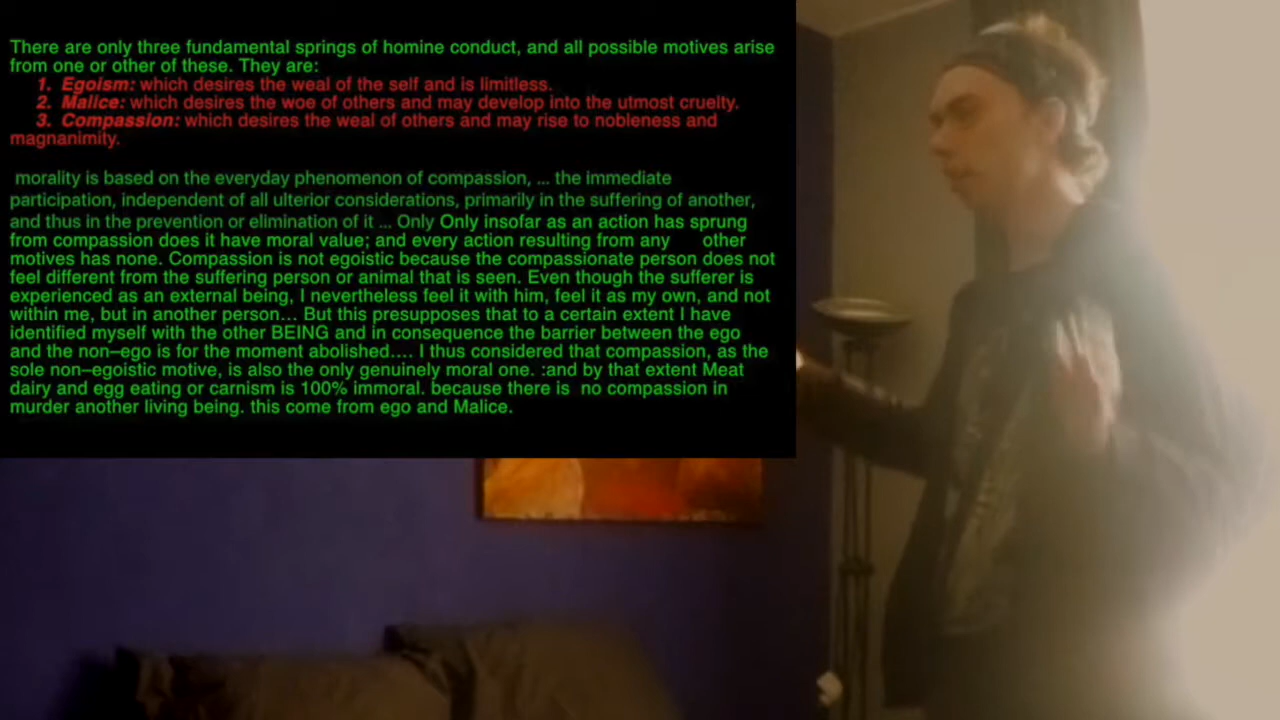 There are only three fundamental springs of homine conduct, and all possible motives arise
from one or other of these. They are:
1. Egoism: which desires the weal of the self and is limitless.
2. Malice: which desires the woe of others and may develop into the utmost cruelty.
3. Compassion: which desires the weal of others and may rise to nobleness and
magnanimity.
morality is based on the everyday phenomenon of compassion, ... the immediate
participation, independent of all ulterior considerations, primarily in the suffering of another,
and thus in the prevention or elimination of it ... Only Only insofar as an action has sprung
from compassion does it have moral value; and every action resulting from any other
motives has none. Compassion is not egoistic because the compassionate person does not
feel different from the suffering person or animal that is seen. Even though the sufferer is
experienced as an external being, I nevertheless feel it with him, feel it as my own, and not
within me, but in another person... But this presupposes that to a certain extent I have
identified myself with the other BEING and in consequence the barrier between the ego
and the non–ego is for the moment abolished.... I thus considered that compassion, as the
sole non–egoistic motive, is also the only genuinely moral one. :and by that extent Meat
dairy and egg eating or carnism is 100% immoral. because there is no compassion in
murder another living being. this come from ego and Malice.